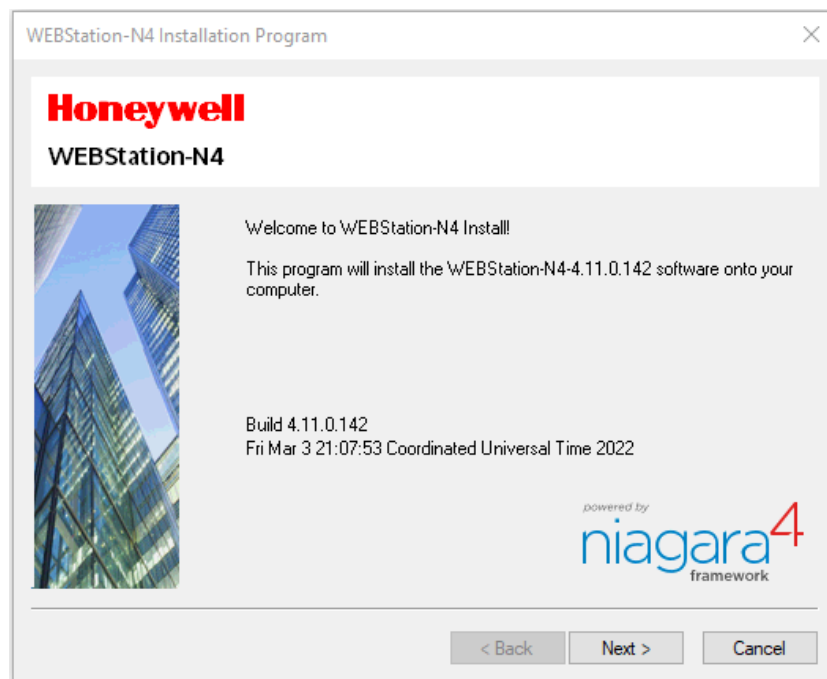 WEBStation-N4 Installation Program
Honeywell
WEBStation-N4
Welcome to WEBStation-N4 Install!
This program will install the WEBStation-N4-4.11.0.142 software onto your
computer.
Build 4.11.0.142
Fri Mar 3 21:07:53 Coordinated Universal Time 2022
powered by
niagara4
framework
< Back
Next >
Cancel